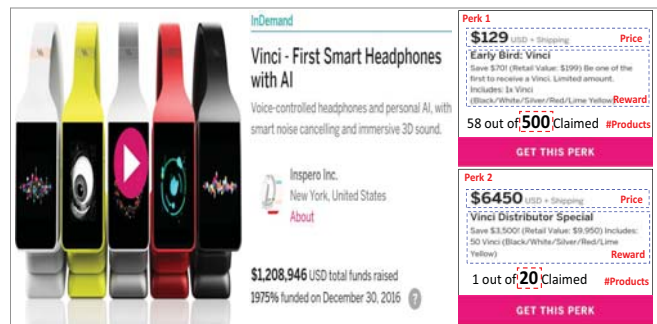 InDemand
Vinci - First Smart Headphones
with AI
Voice-controlled headphones and personal AI, with
smart noise cancelling and immersive 3D sound.
Inspero Inc.
New York, United States
About
$1,208,946 USD total funds raised
1975% funded on December 30, 2016 ?
Perk 1
$129 USD + Shipping Price
Early Bird: Vinci
Save $70! (Retail Value: $199) Be one of the
first to receive a Vinci. Limited amount.
Includes: 1x Vinci
(Black/White/Silver/Red/Lime Yellow Reward
58 out of 500 Claimed #Products
GET THIS PERK
Perk 2
$6450 USD + Shipping Price
Vinci Distributor Special
Save $3,500! (Retail Value: $9,950) Includes:
50 Vinci (Black/White/Silver/Red/Lime
Yellow) Reward
1 out of 20 Claimed #Products
GET THIS PERK